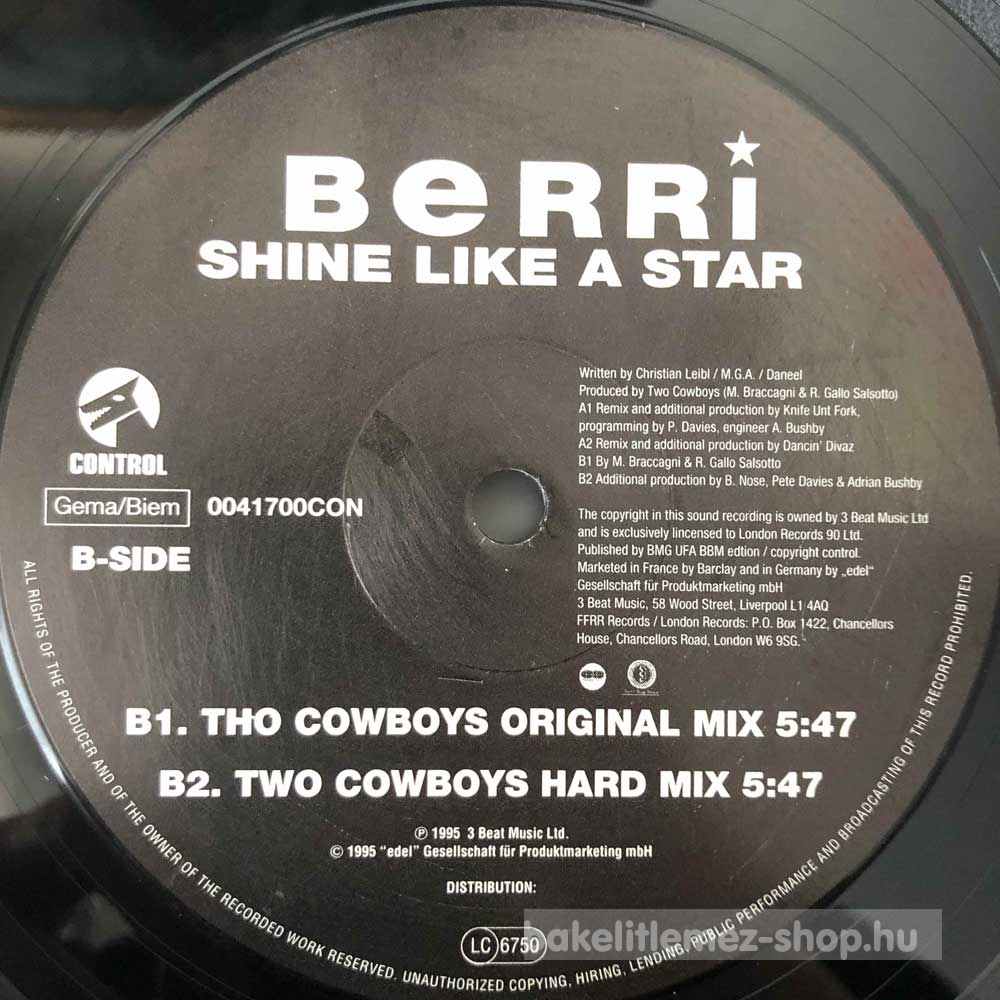 BeRRi
SHINE LIKE A STAR
Written by Christian Leibl / M.G.A. / Daneel
Produced by Two Cowboys (M. Braccagni & R. Gallo Salsotto)
A1 Remix and additional production by Knife Unt Fork,
programming by P. Davies, engineer A. Bushby
A2 Remix and additional production by Dancin' Divaz
B1 By M. Braccagni & R. Gallo Salsotto
B2 Additional production by B. Nose, Pete Davies & Adrian Bushby
The copyright in this sound recording is owned by 3 Beat Music Ltd
and is exclusively lincensed to London Records 90 Ltd.
Published by BMG UFA BBM edtion / copyright control.
Marketed in France by Barclay and in Germany by „edel“
Gesellschaft für Produktmarketing mbH
3 Beat Music, 58 Wood Street, Liverpool L1 4AQ
FFRR Records / London Records: P.O. Box 1422, Chancellors
House, Chancellors Road, London W6 9SG.
CONTROL
Gema/Biem 0041700CON
B-SIDE
B1. THO COWBOYS ORIGINAL MIX 5:47
B2. TWO COWBOYS HARD MIX 5:47
℗ 1995 3 Beat Music Ltd.
© 1995 "edel" Gesellschaft für Produktmarketing mbH
DISTRIBUTION:
LC 6750
ALL RIGHTS OF THE PRODUCER AND OF THE OWNER OF THE RECORDED WORK RESERVED. UNAUTHORIZED COPYING, HIRING, LENDING, PUBLIC PERFORMANCE AND BROADCASTING OF THIS RECORD PROHIBITED.
bakelitlemez-shop.hu